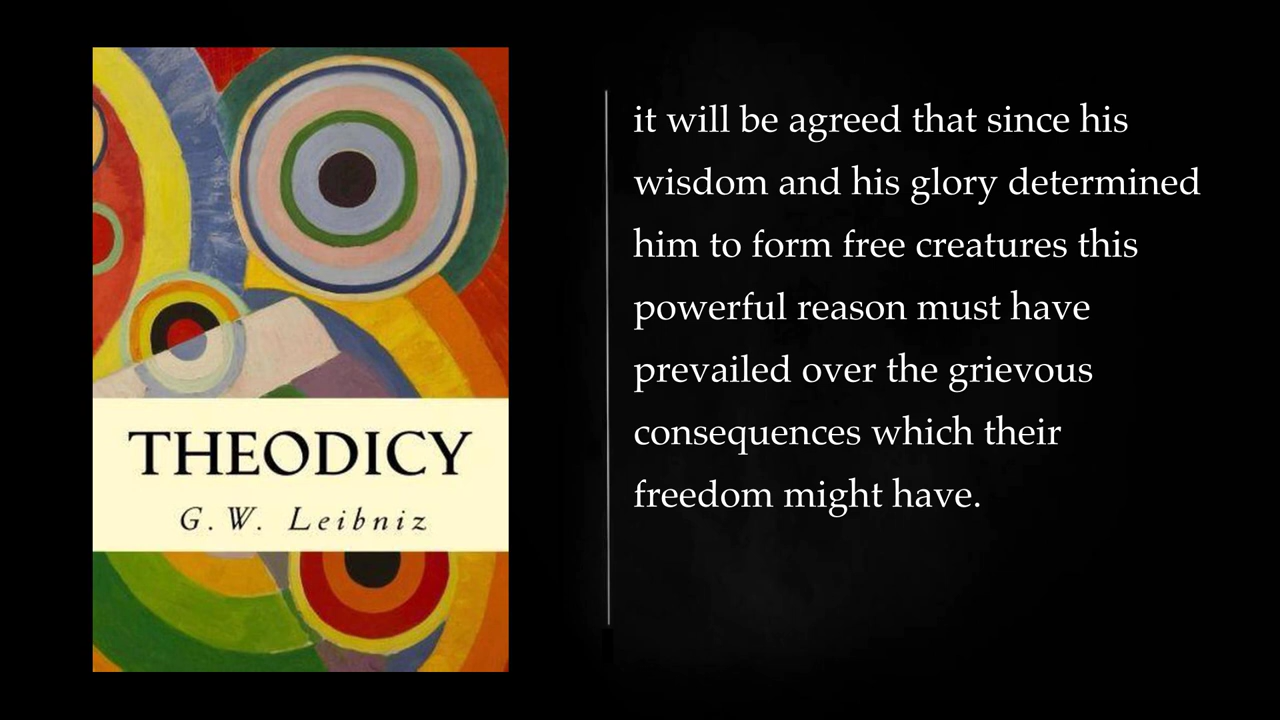 THEODICY
G. W. Leibniz
it will be agreed that since his
wisdom and his glory determined
him to form free creatures this
powerful reason must have
prevailed over the grievous
consequences which their
freedom might have.